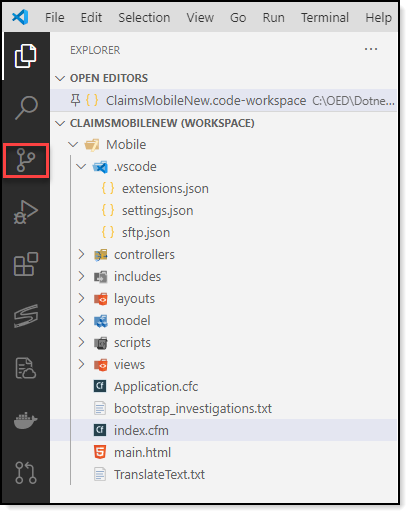 File Edit Selection View Go Run Terminal Help
EXPLORER ...
OPEN EDITORS
{ } ClaimsMobileNew.code-workspace C:\OED\Dotne...
CLAIMSMOBILENEW (WORKSPACE)
Mobile
.vscode
{ } extensions.json
{ } settings.json
{ } sftp.json
controllers
includes
layouts
model
scripts
views
Cf Application.cfc
bootstrap_investigations.txt
Cf index.cfm
main.html
TranslateText.txt